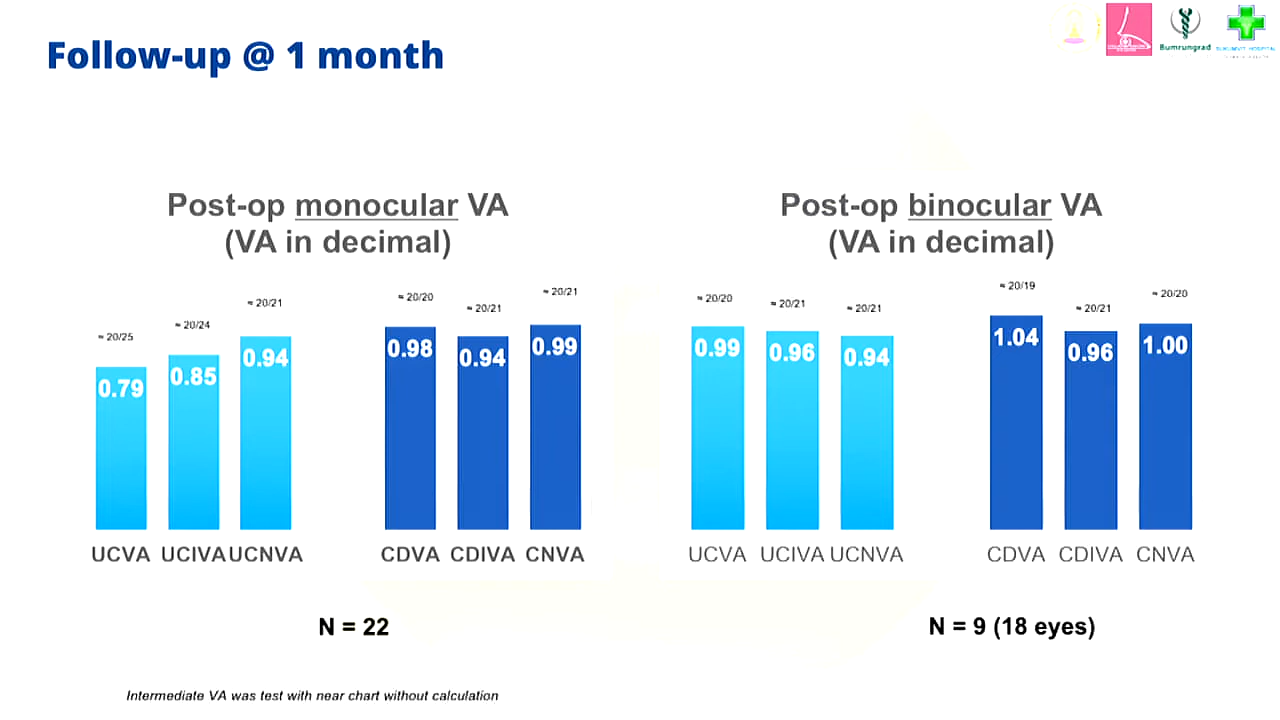 Follow-up @ 1 month
Bumrungrad
Post-op monocular VA
(VA in decimal)
≈ 20/25
≈ 20/24
≈ 20/21
≈ 20/20
≈ 20/21
≈ 20/21
0.79
0.85
0.94
0.98
0.94
0.99
UCVA UCIVA UCNVA CDVA CDIVA CNVA
N = 22
Post-op binocular VA
(VA in decimal)
≈ 20/20
≈ 20/21
≈ 20/21
≈ 20/19
≈ 20/21
≈ 20/20
0.99
0.96
0.94
1.04
0.96
1.00
UCVA UCIVA UCNVA CDVA CDIVA CNVA
N = 9 (18 eyes)
Intermediate VA was test with near chart without calculation